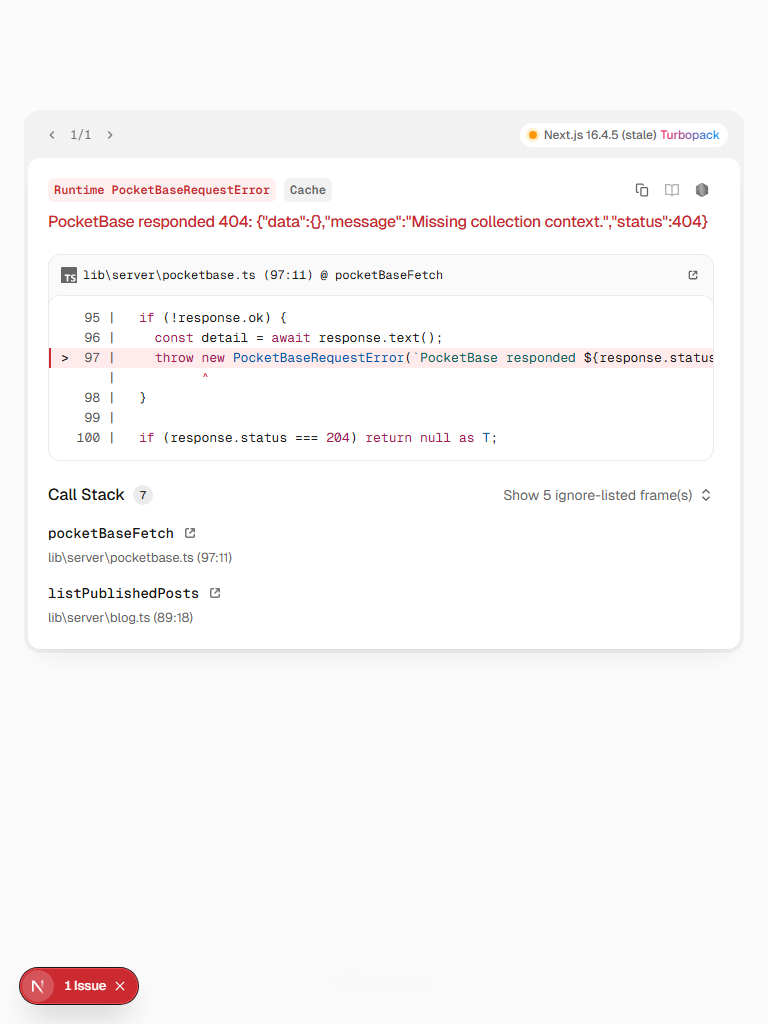 1/1
Next.js 16.4.5 (stale) Turbopack
Runtime PocketBaseRequestError Cache
PocketBase responded 404: {"data":{},"message":"Missing collection context.","status":404}
TS lib\server\pocketbase.ts (97:11) @ pocketBaseFetch
95 | if (!response.ok) {
96 | const detail = await response.text();
> 97 | throw new PocketBaseRequestError(`PocketBase responded ${response.status
| ^
98 | }
99 |
100 | if (response.status === 204) return null as T;
Call Stack 7
Show 5 ignore-listed frame(s)
pocketBaseFetch
lib\server\pocketbase.ts (97:11)
listPublishedPosts
lib\server\blog.ts (89:18)
N 1 Issue